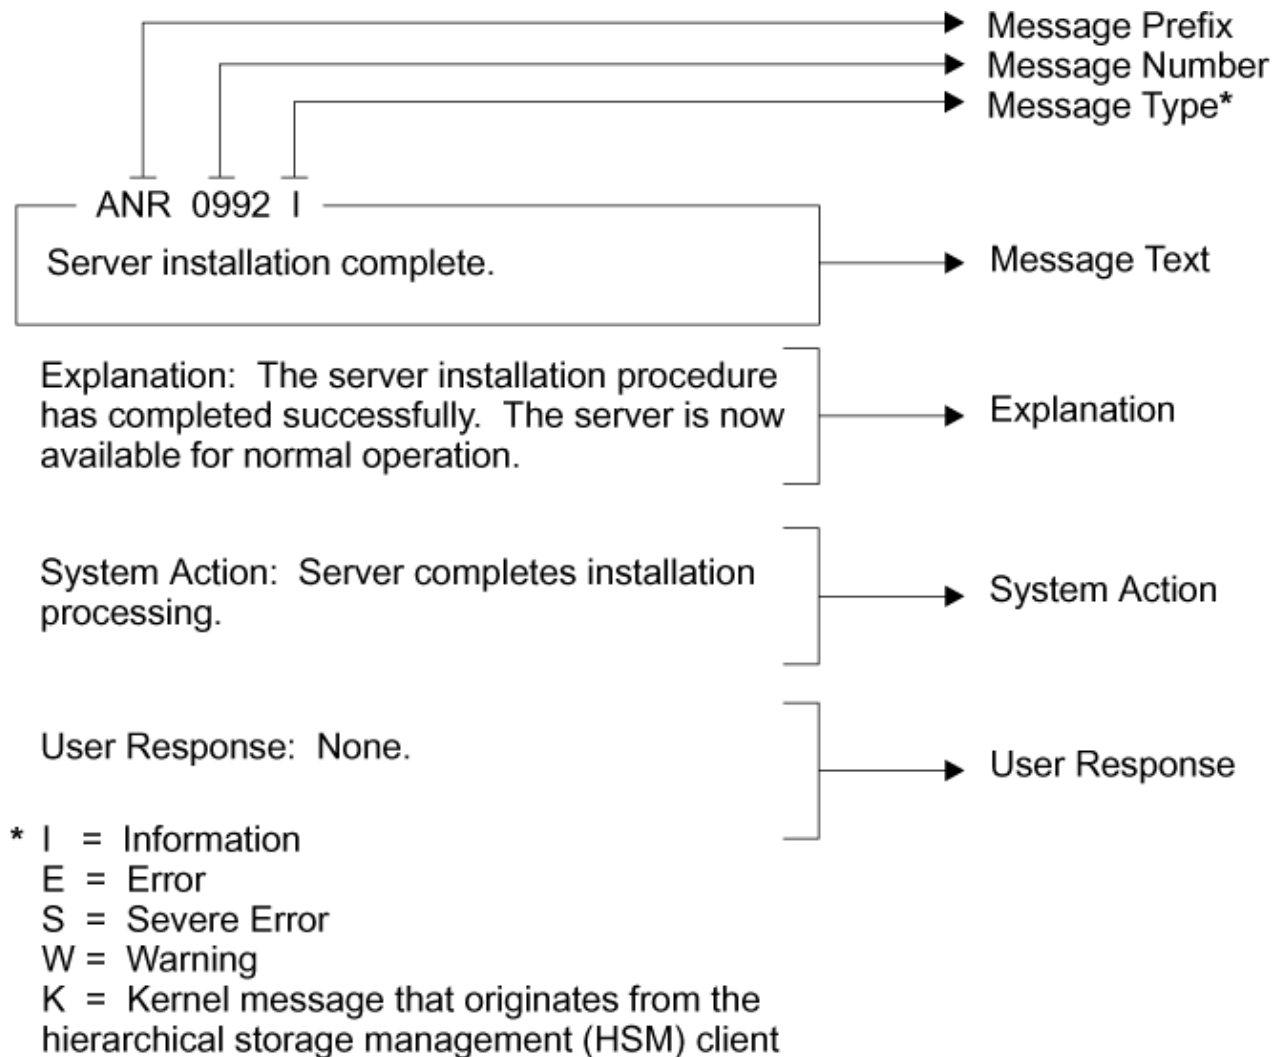 Message Prefix
Message Number
Message Type*
ANR 0992 I
Server installation complete.
Message Text
Explanation: The server installation procedure
has completed successfully. The server is now
available for normal operation.
Explanation
System Action: Server completes installation
processing.
System Action
User Response: None.
User Response
* I = Information
E = Error
S = Severe Error
W = Warning
K = Kernel message that originates from the
hierarchical storage management (HSM) client